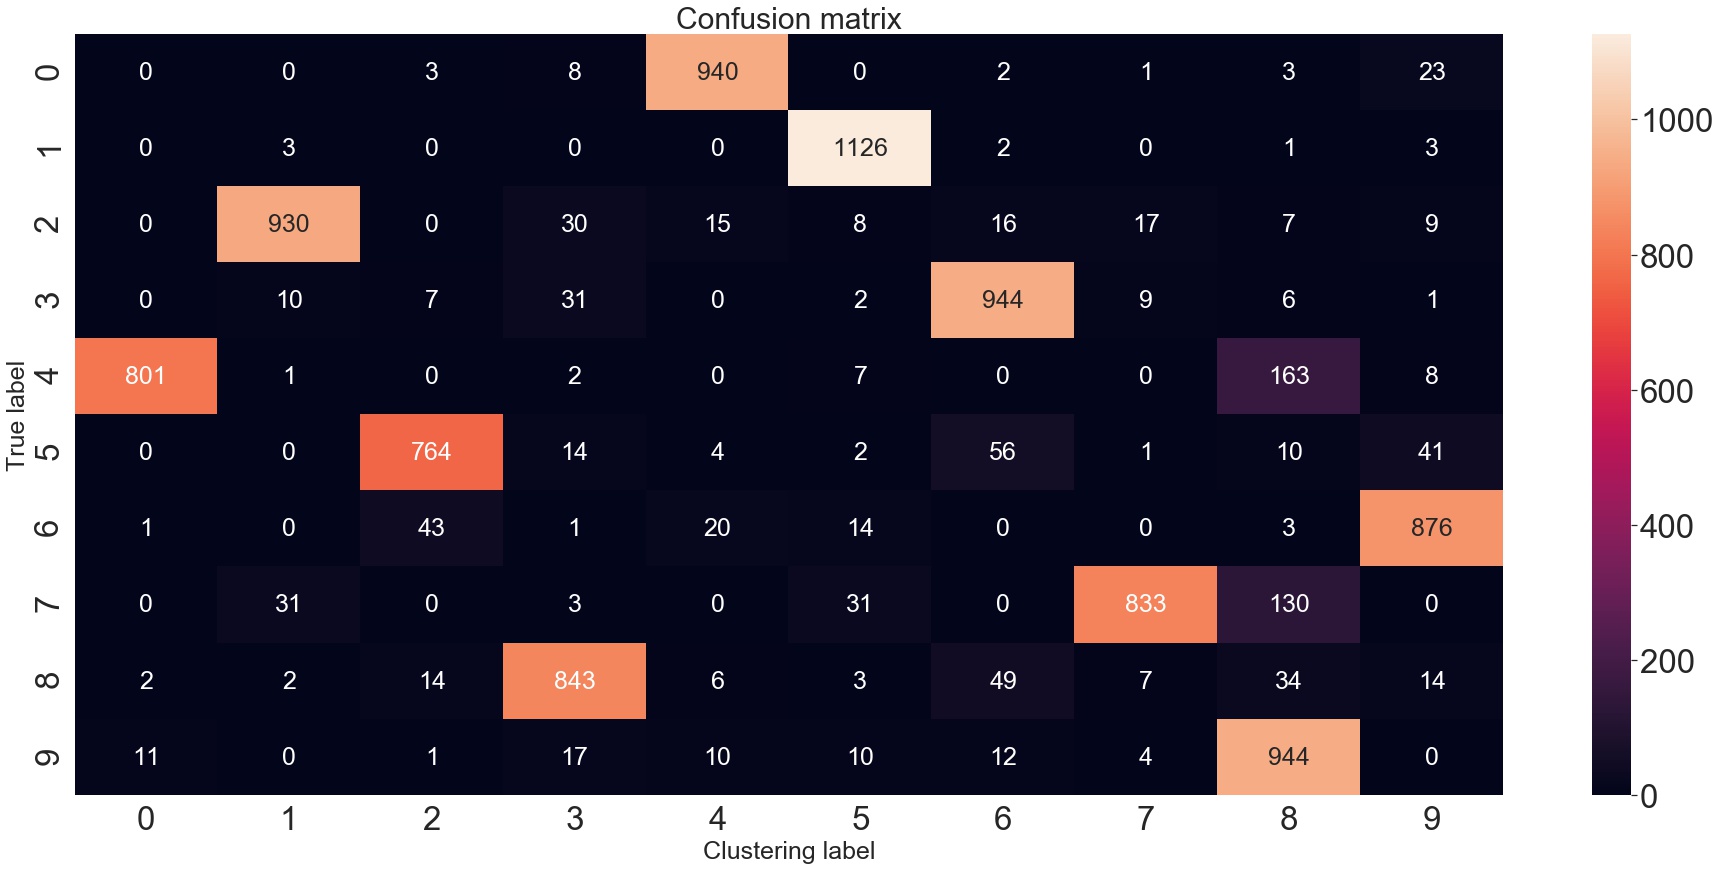 Confusion matrix
0 0 0 3 8 940 0 2 1 3 23
1 0 3 0 0 0 1126 2 0 1 3
2 0 930 0 30 15 8 16 17 7 9
3 0 10 7 31 0 2 944 9 6 1
4 801 1 0 2 0 7 0 0 163 8
5 0 0 764 14 4 2 56 1 10 41
6 1 0 43 1 20 14 0 0 3 876
7 0 31 0 3 0 31 0 833 130 0
8 2 2 14 843 6 3 49 7 34 14
9 11 0 1 17 10 10 12 4 944 0
True label
0 1 2 3 4 5 6 7 8 9
Clustering label
1000
800
600
400
200
0